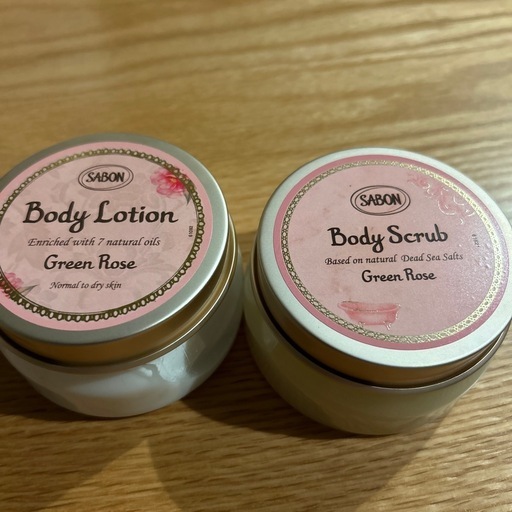 SABON
Body Lotion
Enriched with 7 natural oils
Green Rose
Normal to dry skin
SABON
Body Scrub
Based on natural Dead Sea Salts
Green Rose